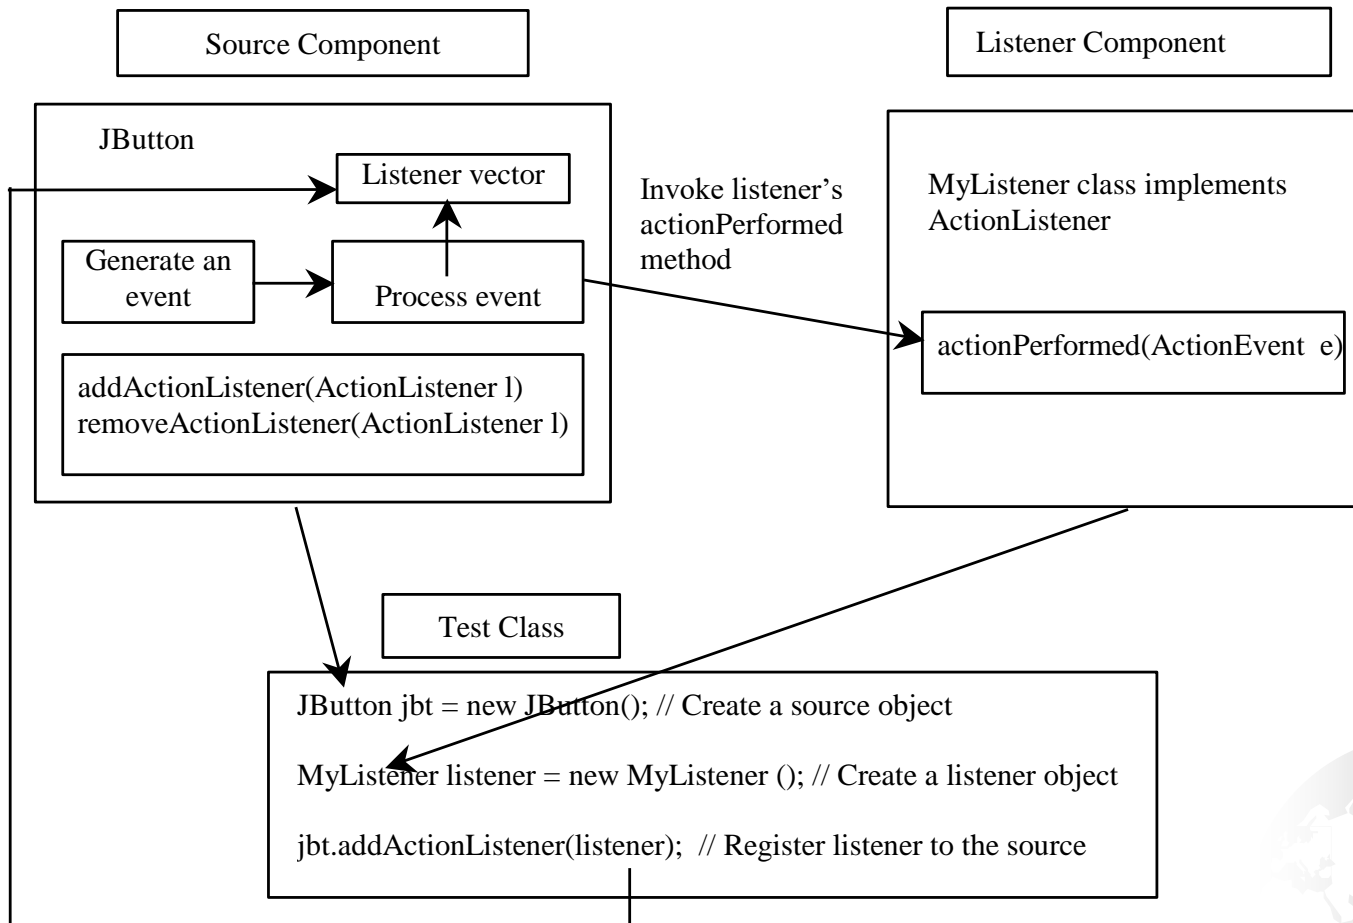 Source Component
Listener Component
JButton
Listener vector
Generate an
event
Process event
addActionListener(ActionListener l)
removeActionListener(ActionListener l)
Invoke listener’s
actionPerformed
method
MyListener class implements
ActionListener
actionPerformed(ActionEvent e)
Test Class
JButton jbt = new JButton(); // Create a source object
MyListener listener = new MyListener (); // Create a listener object
jbt.addActionListener(listener); // Register listener to the source